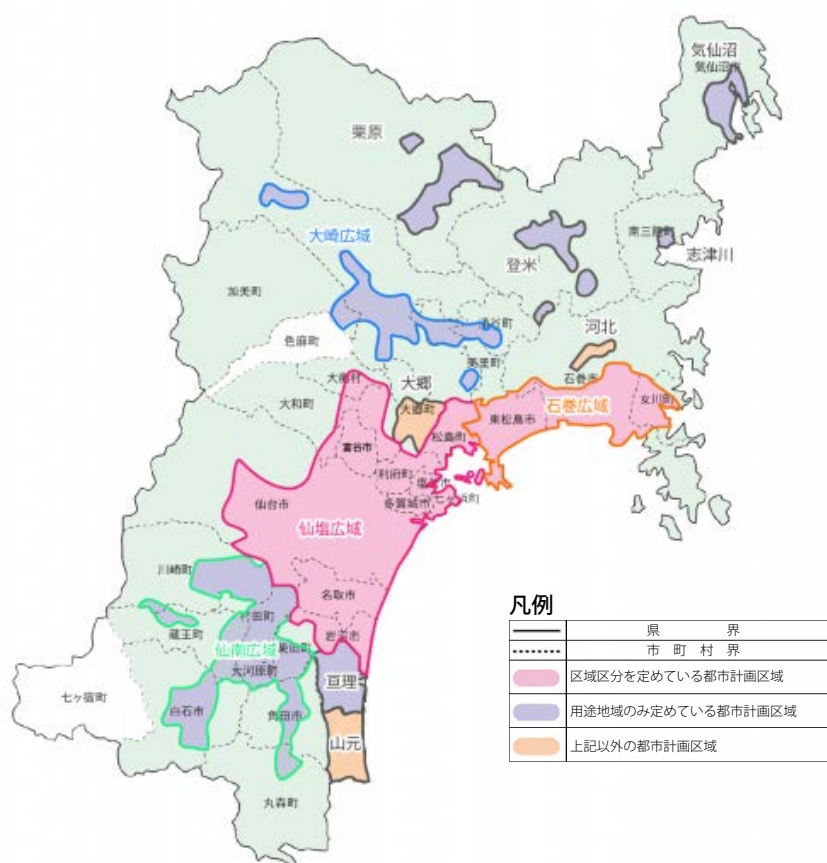 気仙沼
気仙沼市
栗原
大崎広域
南三陸町
志津川
登米
加美町
涌谷町
河北
色麻町
美里町
大衡村
大郷
石巻市
大和町
大郷町
石巻広域
女川町
東松島市
松島町
富谷市
利府町
塩竈市
仙台市
多賀城市
七ヶ浜町
仙塩広域
川崎町
名取市
村田町
蔵王町
岩沼市
仙南広域
柴田町
大河原町
亘理
七ヶ宿町
白石市
角田市
山元
丸森町
凡例
県 界
市 町 村 界
区域区分を定めている都市計画区域
用途地域のみ定めている都市計画区域
上記以外の都市計画区域